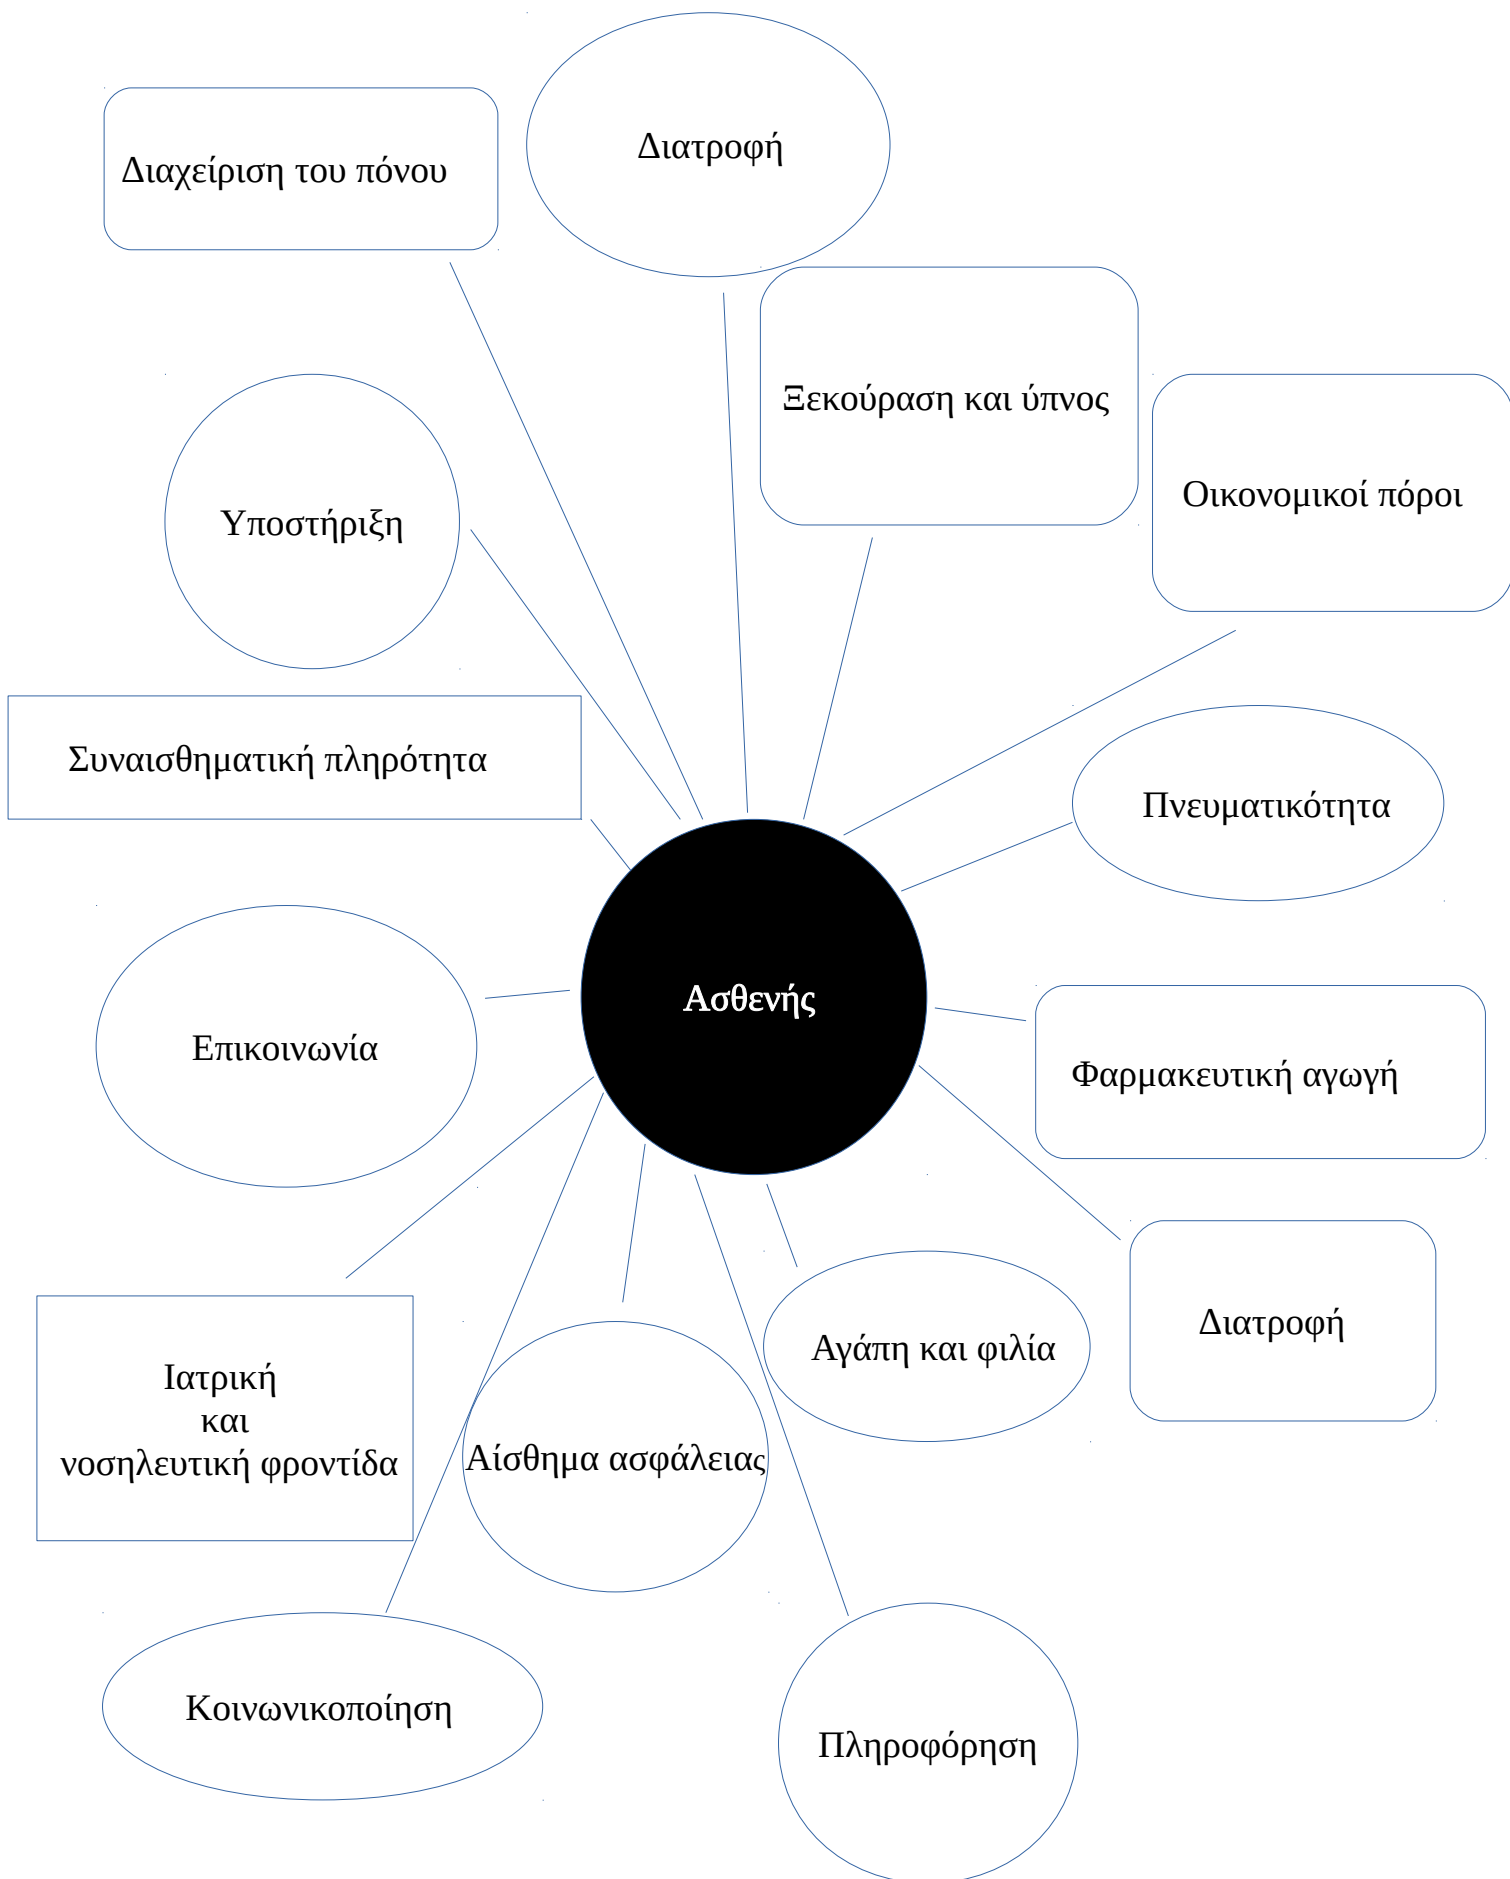 Διατροφή
Διαχείριση του πόνου
Ξεκούραση και ύπνος
Οικονομικοί πόροι
Υποστήριξη
Συναισθηματική πληρότητα
Πνευματικότητα
Ασθενής
Επικοινωνία
Φαρμακευτική αγωγή
Διατροφή
Αγάπη και φιλία
Ιατρική
και
νοσηλευτική φροντίδα
Αίσθημα ασφάλειας
Κοινωνικοποίηση
Πληροφόρηση